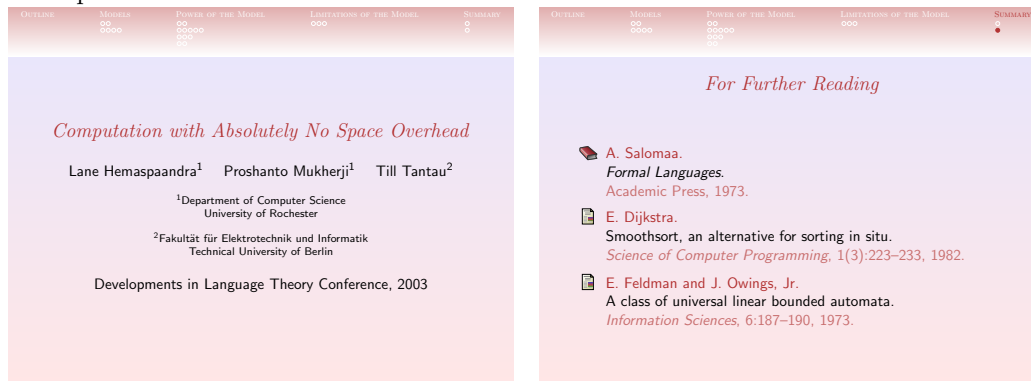 OUTLINE MODELS POWER OF THE MODEL LIMITATIONS OF THE MODEL SUMMARY
Computation with Absolutely No Space Overhead
Lane Hemaspaandra1 Proshanto Mukherji1 Till Tantau2
1Department of Computer Science
University of Rochester
2Fakultät für Elektrotechnik und Informatik
Technical University of Berlin
Developments in Language Theory Conference, 2003
OUTLINE MODELS POWER OF THE MODEL LIMITATIONS OF THE MODEL SUMMARY
For Further Reading
A. Salomaa.
Formal Languages.
Academic Press, 1973.
E. Dijkstra.
Smoothsort, an alternative for sorting in situ.
Science of Computer Programming, 1(3):223–233, 1982.
E. Feldman and J. Owings, Jr.
A class of universal linear bounded automata.
Information Sciences, 6:187–190, 1973.